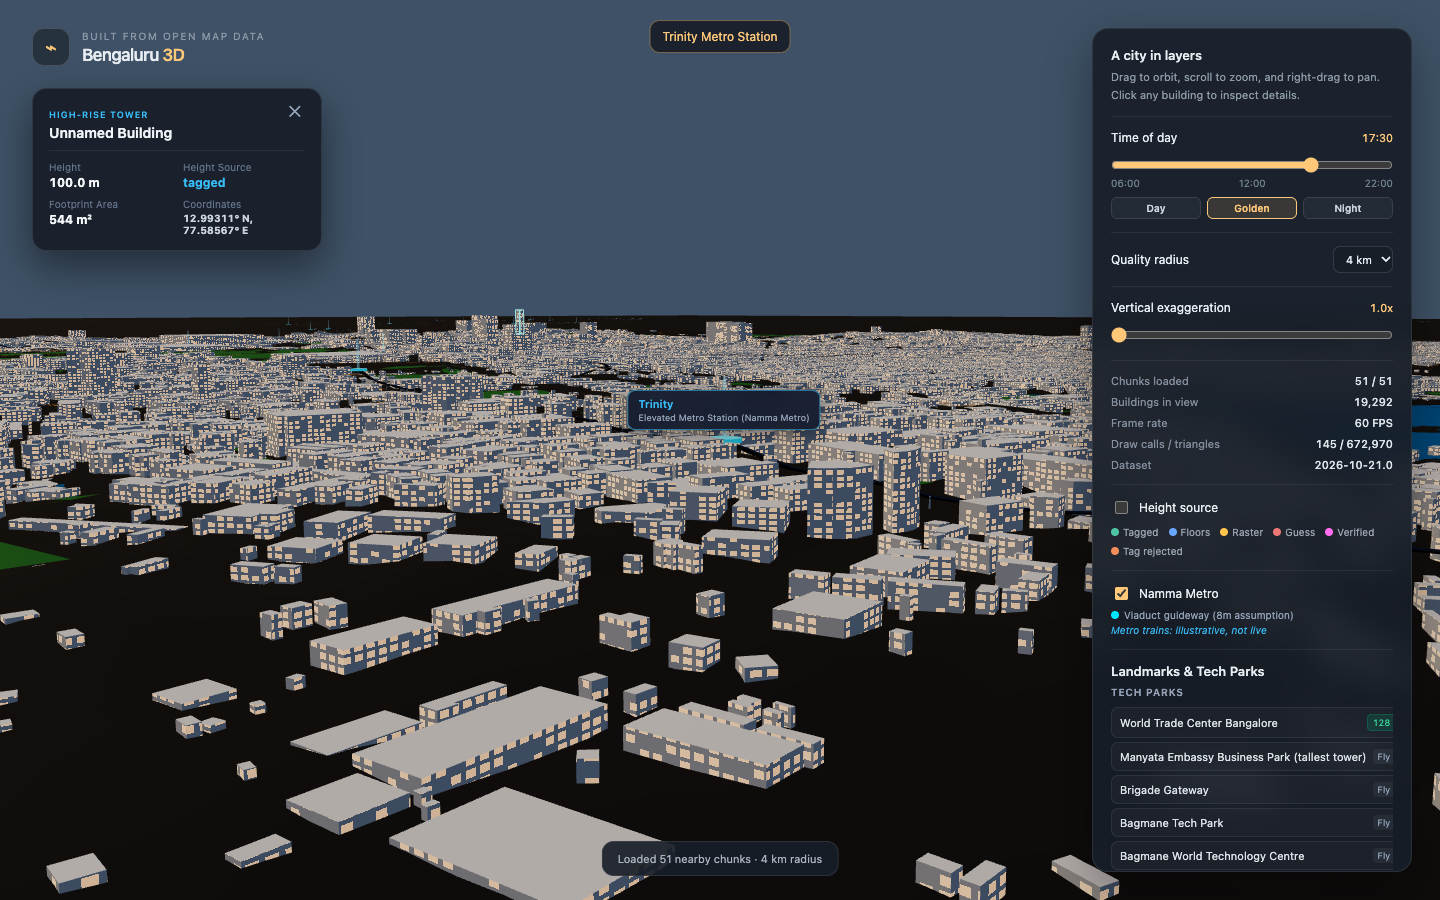 BUILT FROM OPEN MAP DATA
Bengaluru 3D
Trinity Metro Station
HIGH-RISE TOWER
Unnamed Building
Height
100.0 m
Height Source
tagged
Footprint Area
544 m²
Coordinates
12.99311° N,
77.58567° E
Trinity
Elevated Metro Station (Namma Metro)
Loaded 51 nearby chunks · 4 km radius
A city in layers
Drag to orbit, scroll to zoom, and right-drag to pan.
Click any building to inspect details.
Time of day 17:30
06:00 12:00 22:00
Day Golden Night
Quality radius 4 km
Vertical exaggeration 1.0x
Chunks loaded 51 / 51
Buildings in view 19,292
Frame rate 60 FPS
Draw calls / triangles 145 / 672,970
Dataset 2026-10-21.0
Height source
Tagged Floors Raster Guess Verified
Tag rejected
Namma Metro
Viaduct guideway (8m assumption)
Metro trains: illustrative, not live
Landmarks & Tech Parks
TECH PARKS
World Trade Center Bangalore 128
Manyata Embassy Business Park (tallest tower) Fly
Brigade Gateway Fly
Bagmane Tech Park Fly
Bagmane World Technology Centre Fly